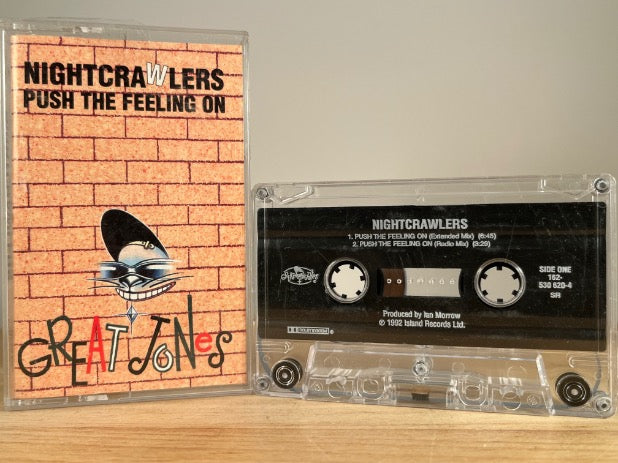 NIGHTCRAWLERS
PUSH THE FEELING ON
GREAT JONES
NIGHTCRAWLERS
1. PUSH THE FEELING ON (Extended Mix) (6:45)
2. PUSH THE FEELING ON (Radio Mix) (3:29)
SIDE ONE
162-
530 620-4
SR
Produced by Ian Morrow
℗ 1992 Island Records Ltd.